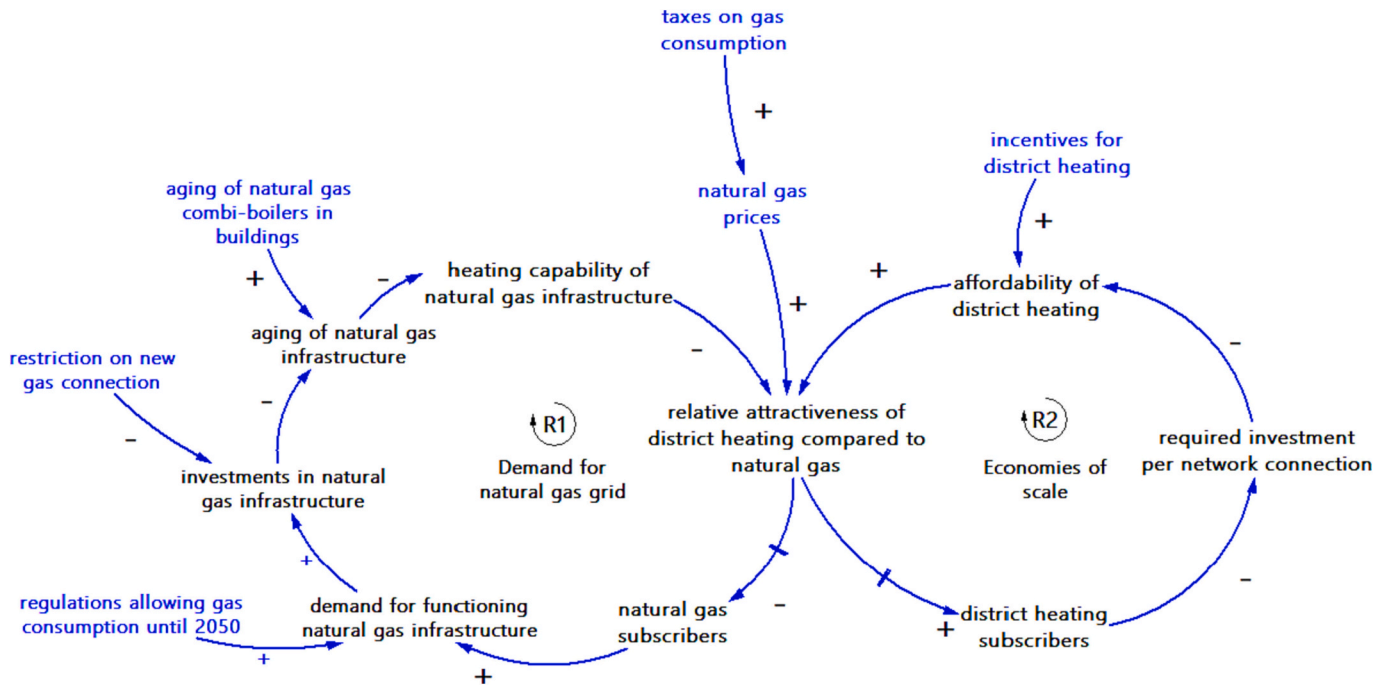 taxes on gas
consumption
+
incentives for
district heating
natural gas
prices
+
aging of natural gas
combi-boilers in
buildings
+
-
heating capability of
natural gas infrastructure
+
+
affordability of
district heating
aging of natural gas
infrastructure
-
-
restriction on new
gas connection
-
-
R1
Demand for
natural gas grid
relative attractiveness of
district heating compared to
natural gas
R2
Economies of
scale
required investment
per network connection
investments in natural
gas infrastructure
+
-
regulations allowing gas
consumption until 2050
+
demand for functioning
natural gas infrastructure
+
natural gas
subscribers
-
+
district heating
subscribers